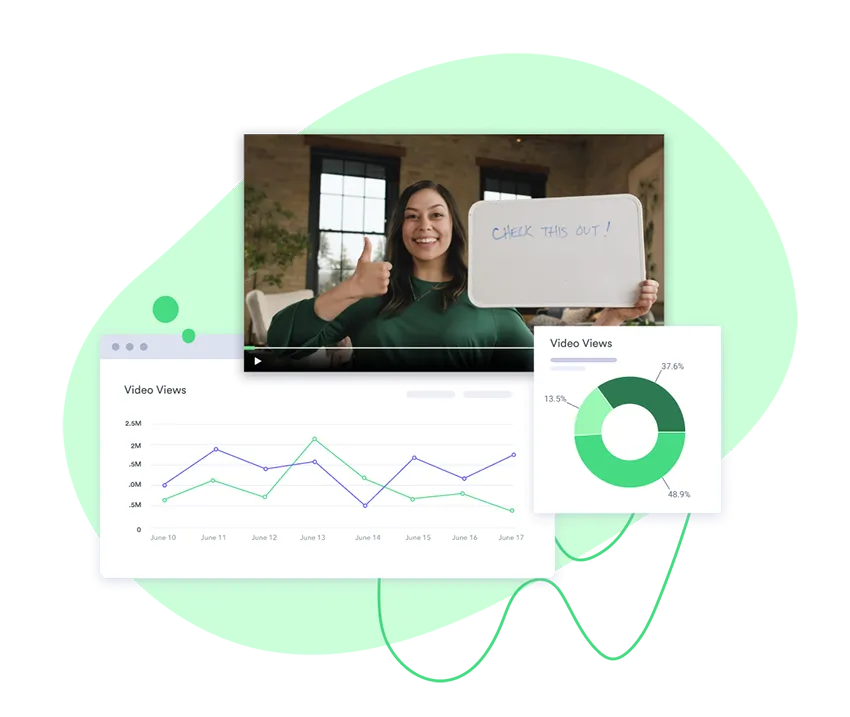 CHECK THIS OUT!
Video Views
2.5M
2M
.5M
.0M
.5M
0
June 10 June 11 June 12 June 13 June 14 June 15 June 16 June 17
Video Views
37.6%
13.5%
48.9%